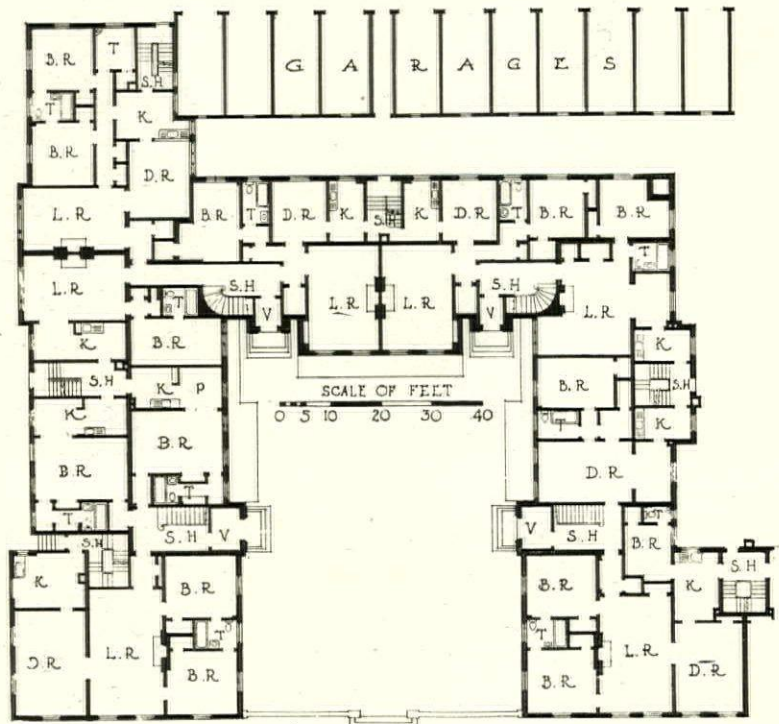 G A R A G E S
B.R
T
S.H
K
T
B.R
D.R
L.R
B.R
T
D.R
K
S.H
K
D.R
T
B.R
B.R
T
L.R
S.H
V
L.R
L.R
V
S.H
L.R
T
B.R
K
S.H
K
B.R
S.H
K
P
K
SCALE OF FEET
0 5 10 20 30 40
B.R
B.R
T
T
T
D.R
K
S.H
V
V
S.H
S.H
T
B.R
K
B.R
L.R
T
B.R
D.R
B.R
T
B.R
L.R
K
S.H
D.R